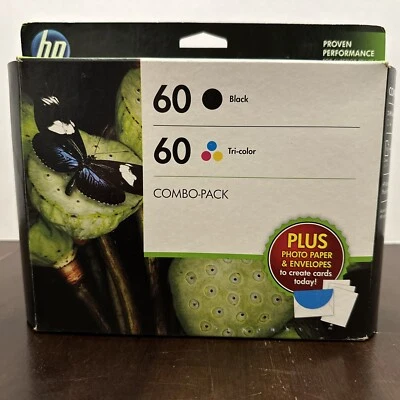 hp
PROVEN
PERFORMANCE
60 Black
60 Tri-color
COMBO-PACK
PLUS
PHOTO PAPER
& ENVELOPES
to create cards
today!